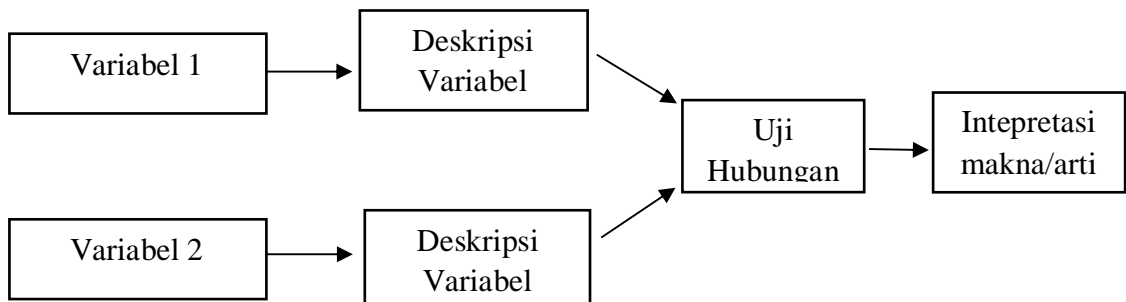 Variabel 1
Deskripsi
Variabel
Uji
Hubungan
Intepretasi
makna/arti
Variabel 2
Deskripsi
Variabel